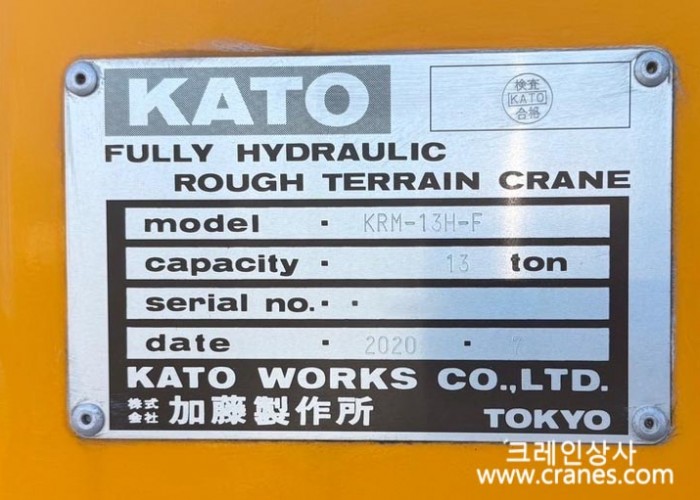 KATO
検査
KATO
合格
FULLY HYDRAULIC
ROUGH TERRAIN CRANE
model · KRM-13H-F
capacity · 13 ton
serial no. · ·
date · 2020 · 7
KATO WORKS CO.,LTD.
株式会社 加藤製作所 TOKYO
크레인상사
www.cranes.com